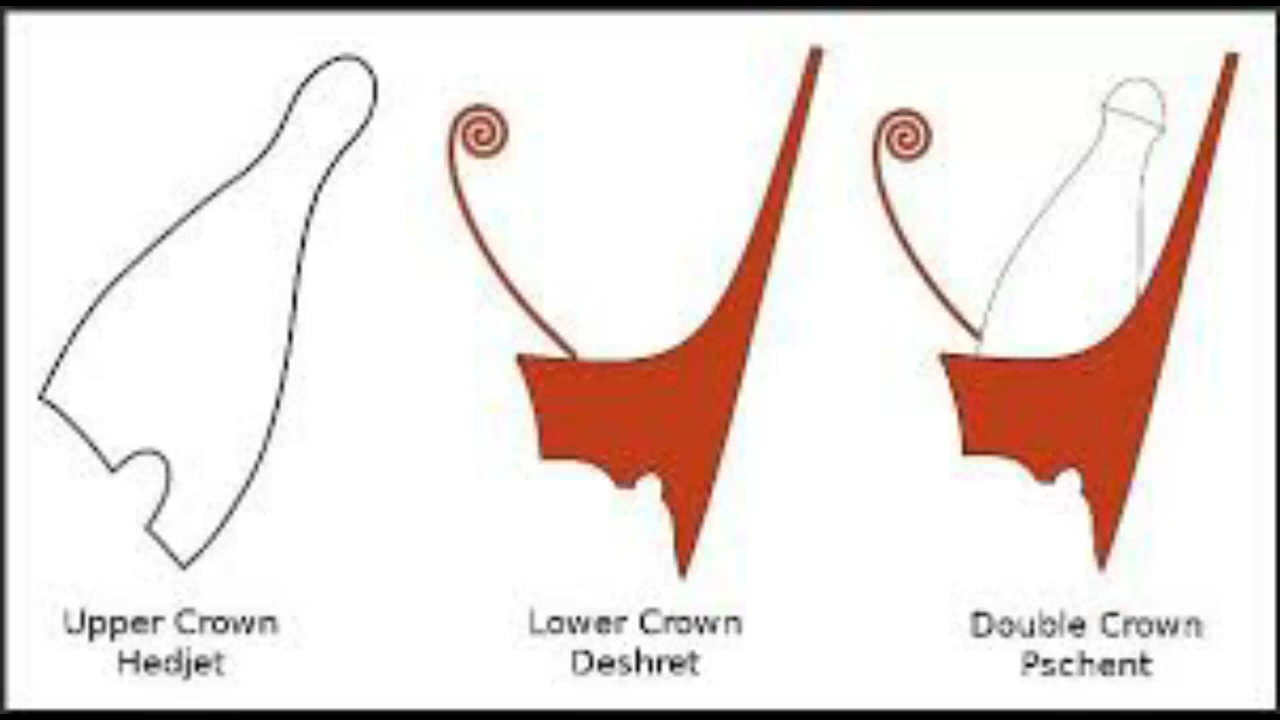 Upper Crown
Hedjet
Lower Crown
Deshret
Double Crown
Pschent